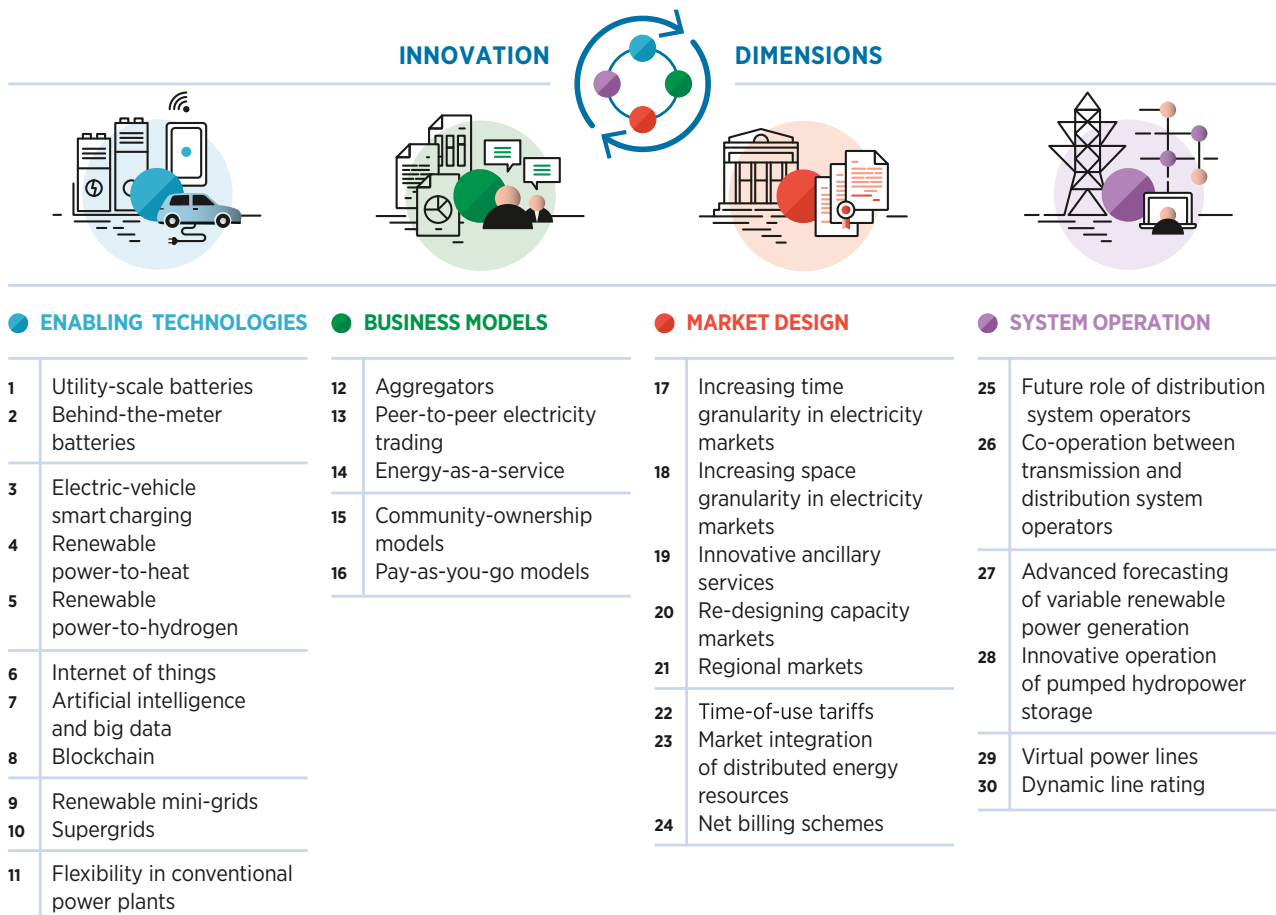 INNOVATION DIMENSIONS
ENABLING TECHNOLOGIES
1 Utility-scale batteries
2 Behind-the-meter
batteries
3 Electric-vehicle
smart charging
4 Renewable
power-to-heat
5 Renewable
power-to-hydrogen
6 Internet of things
7 Artificial intelligence
and big data
8 Blockchain
9 Renewable mini-grids
10 Supergrids
11 Flexibility in conventional
power plants
BUSINESS MODELS
12 Aggregators
13 Peer-to-peer electricity
trading
14 Energy-as-a-service
15 Community-ownership
models
16 Pay-as-you-go models
MARKET DESIGN
17 Increasing time
granularity in electricity
markets
18 Increasing space
granularity in electricity
markets
19 Innovative ancillary
services
20 Re-designing capacity
markets
21 Regional markets
22 Time-of-use tariffs
23 Market integration
of distributed energy
resources
24 Net billing schemes
SYSTEM OPERATION
25 Future role of distribution
system operators
26 Co-operation between
transmission and
distribution system
operators
27 Advanced forecasting
of variable renewable
power generation
28 Innovative operation
of pumped hydropower
storage
29 Virtual power lines
30 Dynamic line rating